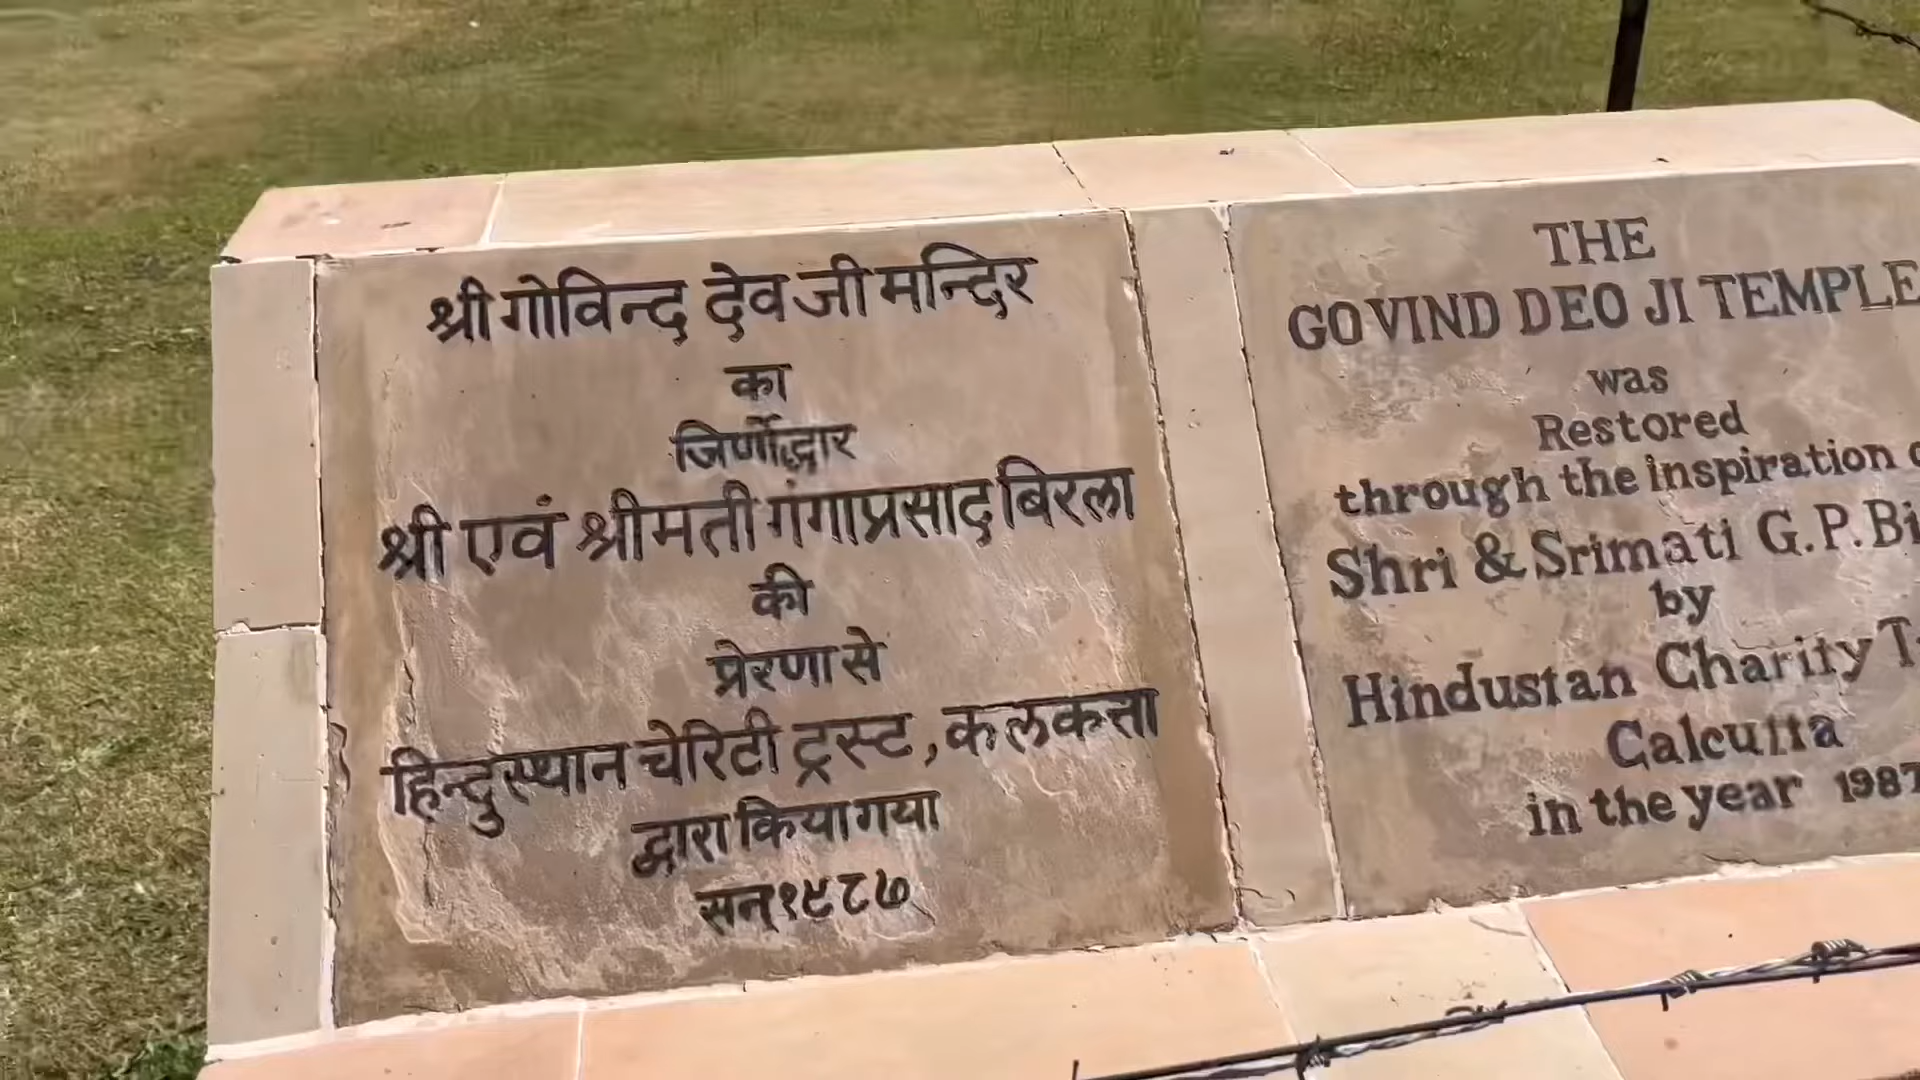 श्री गोविन्द देव जी मन्दिर
का
जिर्णोद्धार
श्री एवं श्रीमती गंगाप्रसाद बिरला
की
प्रेरणा से
हिन्दुस्थान चेरिटी ट्रस्ट, कलकत्ता
द्वारा किया गया
सन् १९८७
THE
GOVIND DEO JI TEMPLE
was
Restored
through the inspiration
Shri & Srimati G.P.
by
Hindustan Charity
Calcutta
in the year 1987